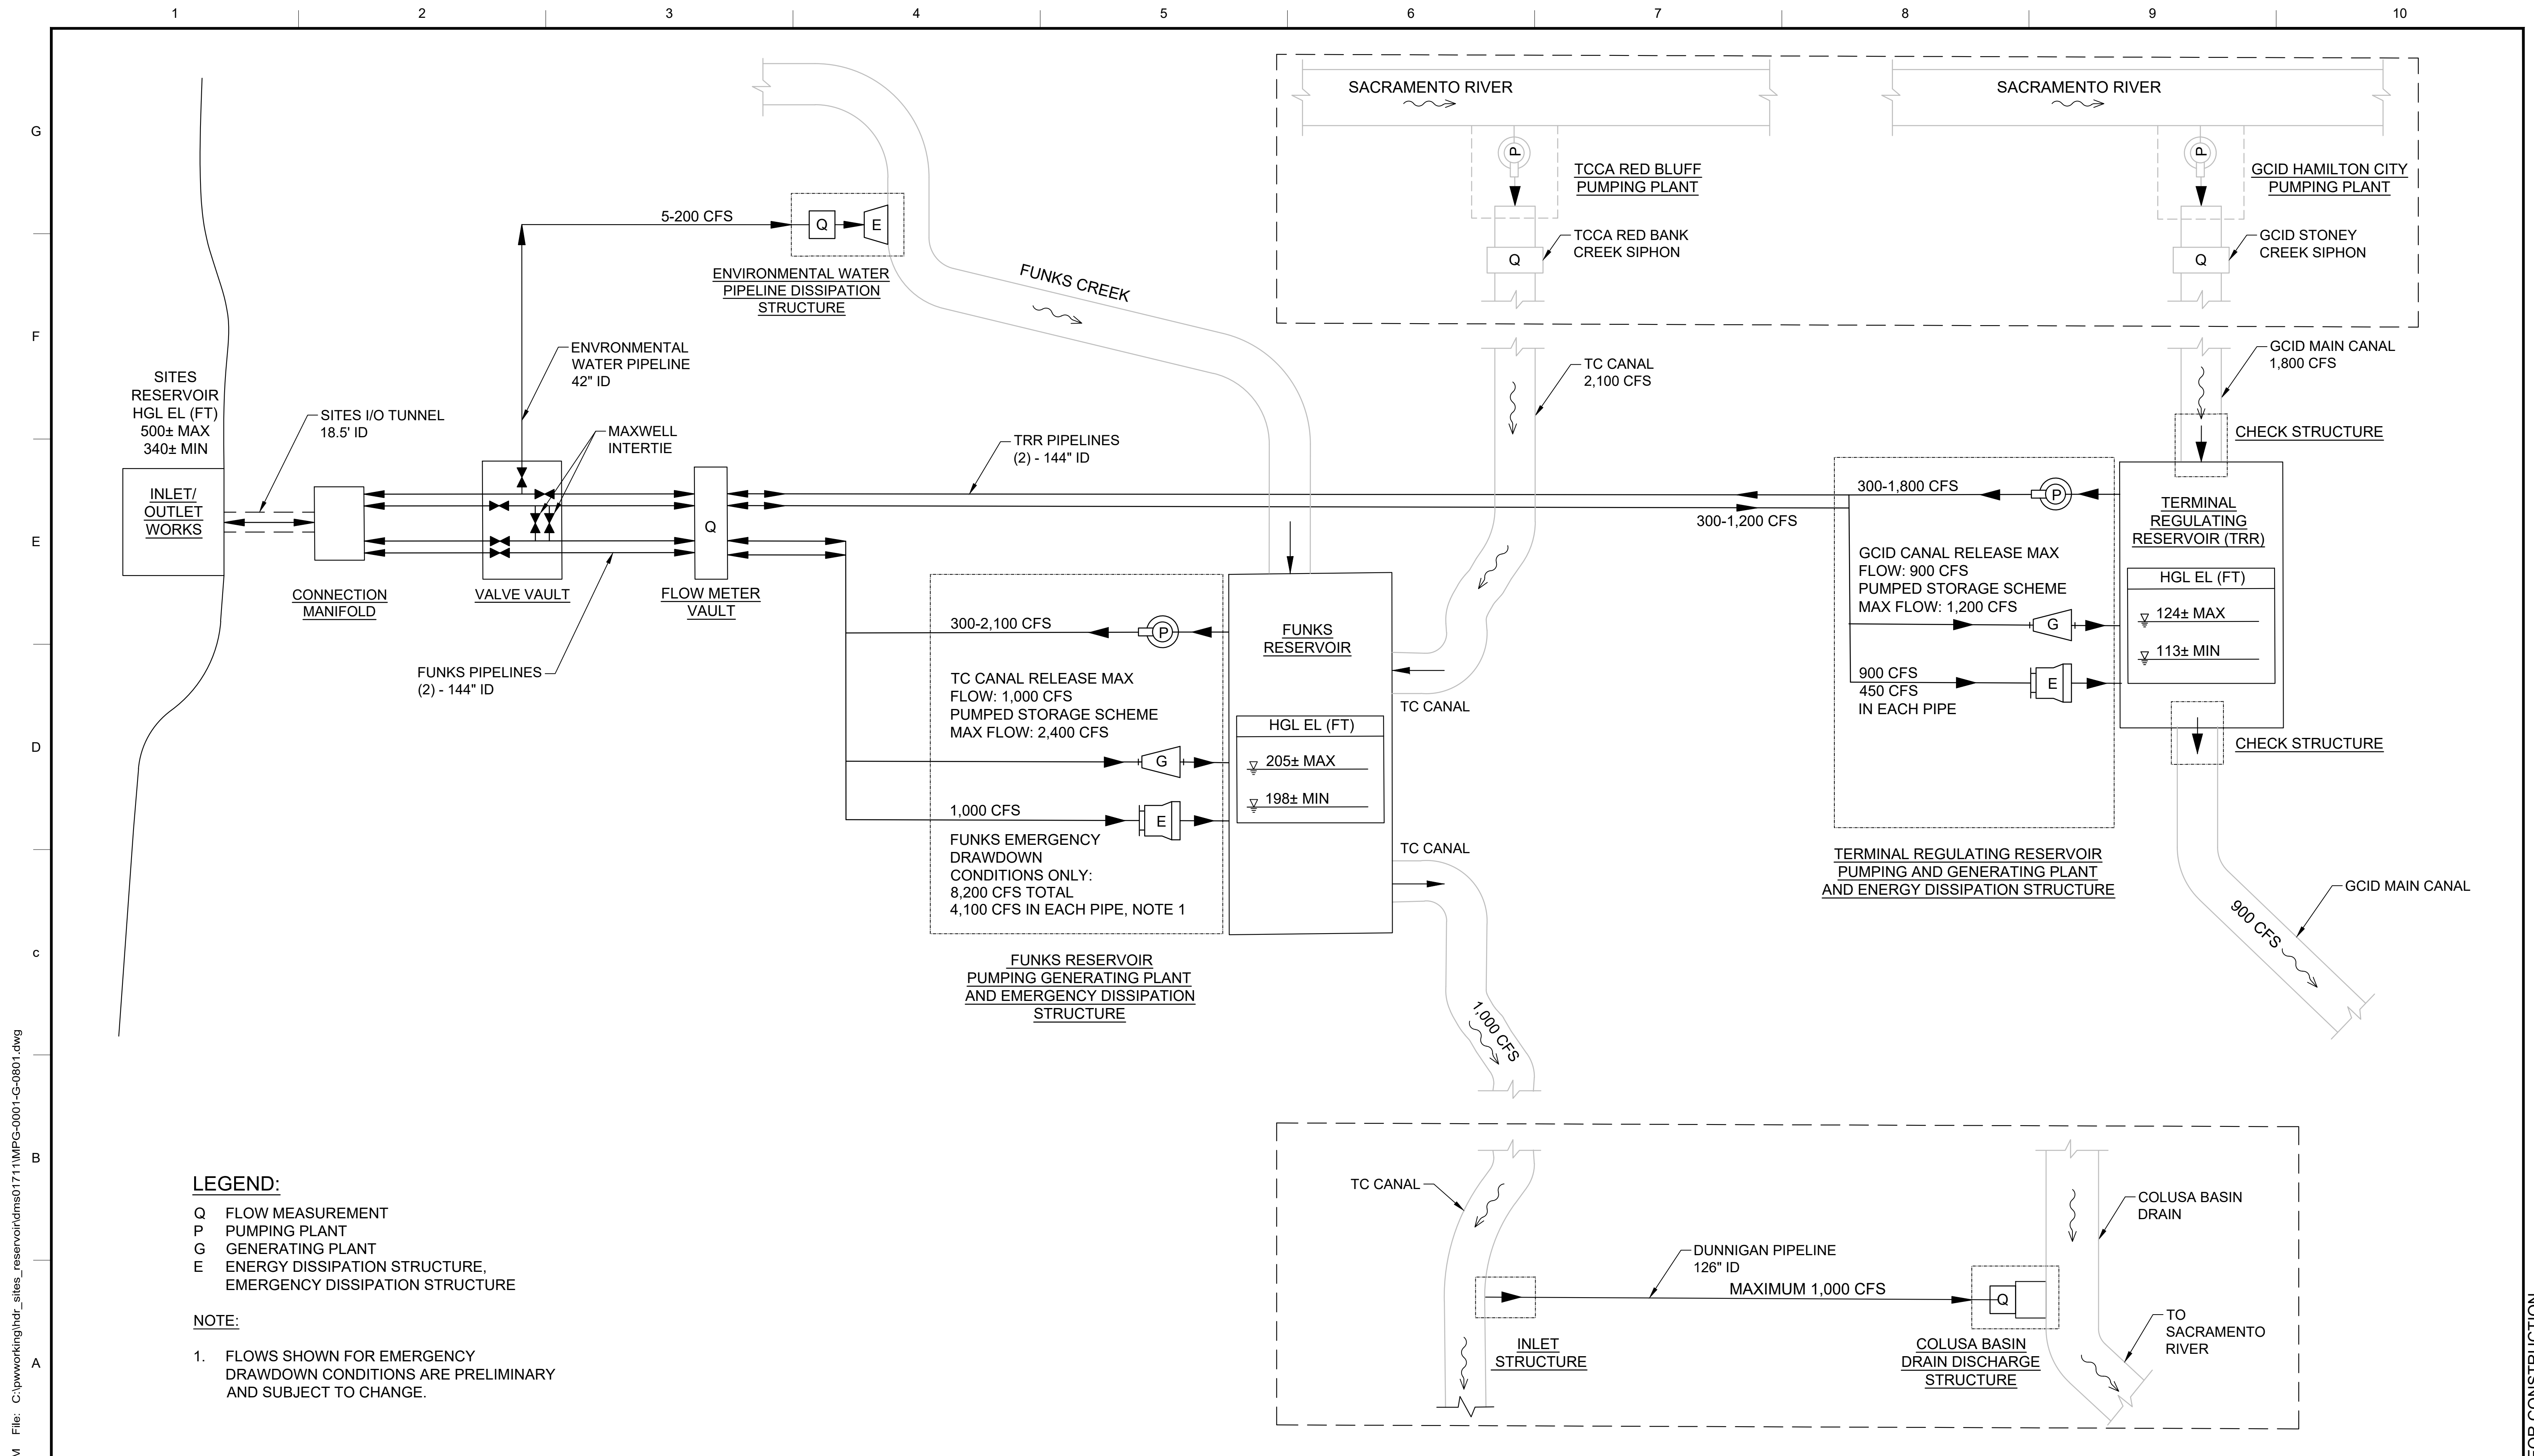 1 2 3 4 5 6 7 8 9 10
G
F
E
D
c
B
A
SACRAMENTO RIVER
SACRAMENTO RIVER
P
TCCA RED BLUFF
PUMPING PLANT
P
GCID HAMILTON CITY
PUMPING PLANT
Q
TCCA RED BANK
CREEK SIPHON
Q
GCID STONEY
CREEK SIPHON
5-200 CFS
Q
E
ENVIRONMENTAL WATER
PIPELINE DISSIPATION
STRUCTURE
FUNKS CREEK
ENVRONMENTAL
WATER PIPELINE
42" ID
TC CANAL
2,100 CFS
GCID MAIN CANAL
1,800 CFS
SITES
RESERVOIR
HGL EL (FT)
500± MAX
340± MIN
SITES I/O TUNNEL
18.5' ID
MAXWELL
INTERTIE
TRR PIPELINES
(2) - 144" ID
CHECK STRUCTURE
INLET/
OUTLET
WORKS
CONNECTION
MANIFOLD
VALVE VAULT
Q
FLOW METER
VAULT
FUNKS PIPELINES
(2) - 144" ID
300-1,800 CFS
P
300-1,200 CFS
TERMINAL
REGULATING
RESERVOIR (TRR)
HGL EL (FT)
124± MAX
113± MIN
GCID CANAL RELEASE MAX
FLOW: 900 CFS
PUMPED STORAGE SCHEME
MAX FLOW: 1,200 CFS
G
900 CFS
450 CFS
IN EACH PIPE
E
CHECK STRUCTURE
TERMINAL REGULATING RESERVOIR
PUMPING AND GENERATING PLANT
AND ENERGY DISSIPATION STRUCTURE
GCID MAIN CANAL
900 CFS
300-2,100 CFS
P
TC CANAL RELEASE MAX
FLOW: 1,000 CFS
PUMPED STORAGE SCHEME
MAX FLOW: 2,400 CFS
G
1,000 CFS
E
FUNKS EMERGENCY
DRAWDOWN
CONDITIONS ONLY:
8,200 CFS TOTAL
4,100 CFS IN EACH PIPE, NOTE 1
FUNKS
RESERVOIR
HGL EL (FT)
205± MAX
198± MIN
TC CANAL
TC CANAL
1,000 CFS
FUNKS RESERVOIR
PUMPING GENERATING PLANT
AND EMERGENCY DISSIPATION
STRUCTURE
LEGEND:
Q FLOW MEASUREMENT
P PUMPING PLANT
G GENERATING PLANT
E ENERGY DISSIPATION STRUCTURE,
EMERGENCY DISSIPATION STRUCTURE
NOTE:
1. FLOWS SHOWN FOR EMERGENCY
DRAWDOWN CONDITIONS ARE PRELIMINARY
AND SUBJECT TO CHANGE.
TC CANAL
COLUSA BASIN
DRAIN
DUNNIGAN PIPELINE
126" ID
MAXIMUM 1,000 CFS
Q
INLET
STRUCTURE
COLUSA BASIN
DRAIN DISCHARGE
STRUCTURE
TO
SACRAMENTO
RIVER
M File: C:\pwworking\hdr_sites_reservoir\dms01711\MPG-0001-G-0801.dwg
FOR CONSTRUCTION